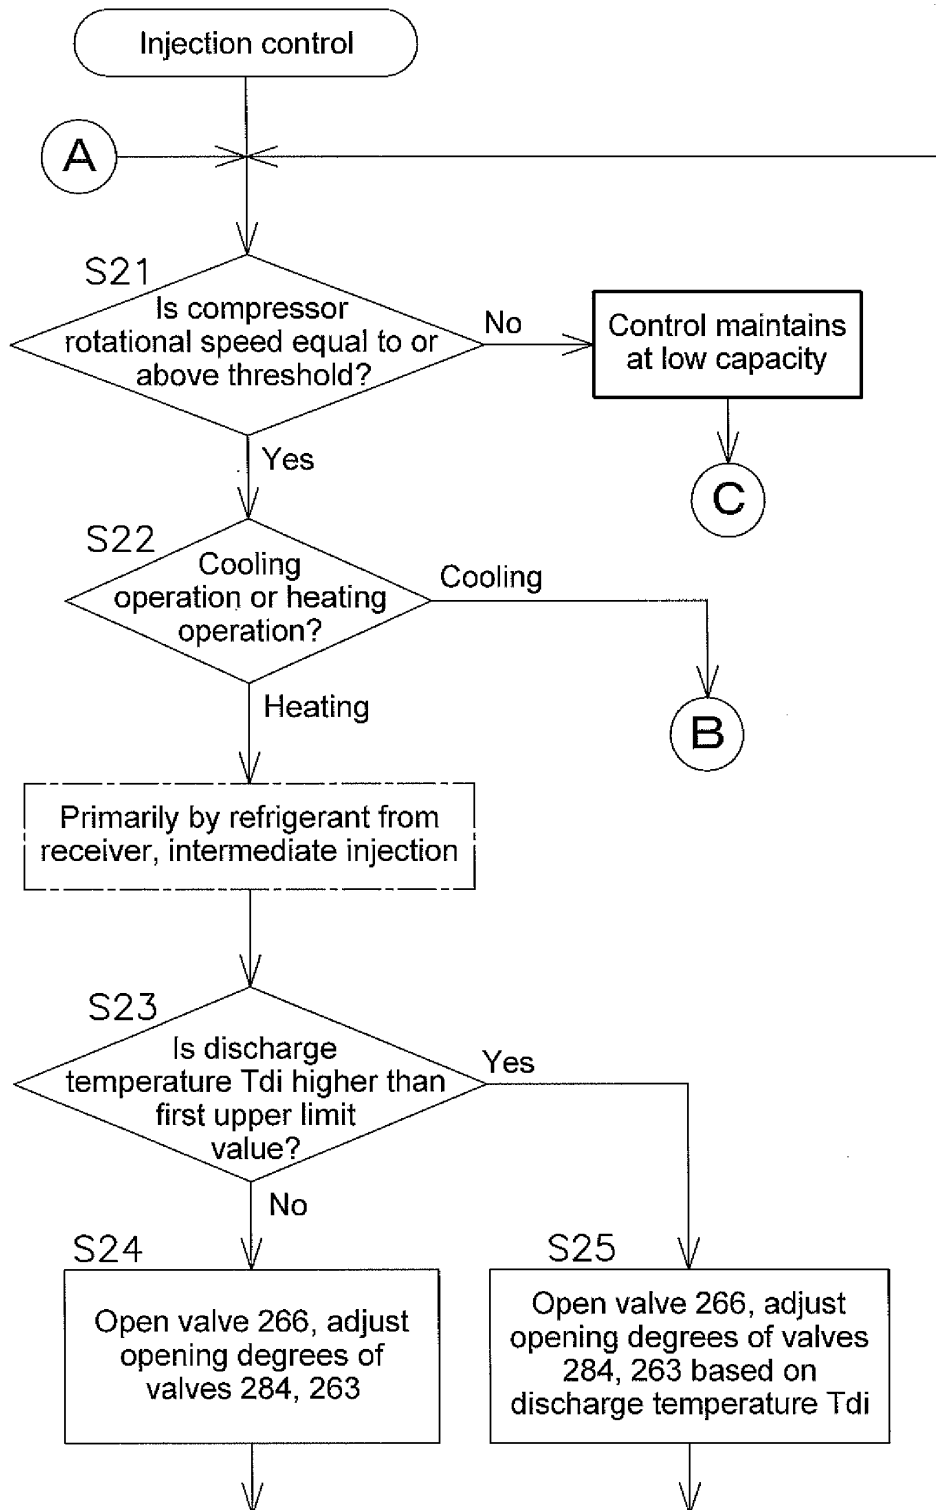 Injection control
A
S21
Is compressor
rotational speed equal to or
above threshold?
No
Control maintains
at low capacity
Yes
C
S22
Cooling
operation or heating
operation?
Cooling
Heating
B
Primarily by refrigerant from
receiver, intermediate injection
S23
Is discharge
temperature Tdi higher than
first upper limit
value?
Yes
No
S24
Open valve 266, adjust
opening degrees of
valves 284, 263
S25
Open valve 266, adjust
opening degrees of valves
284, 263 based on
discharge temperature Tdi